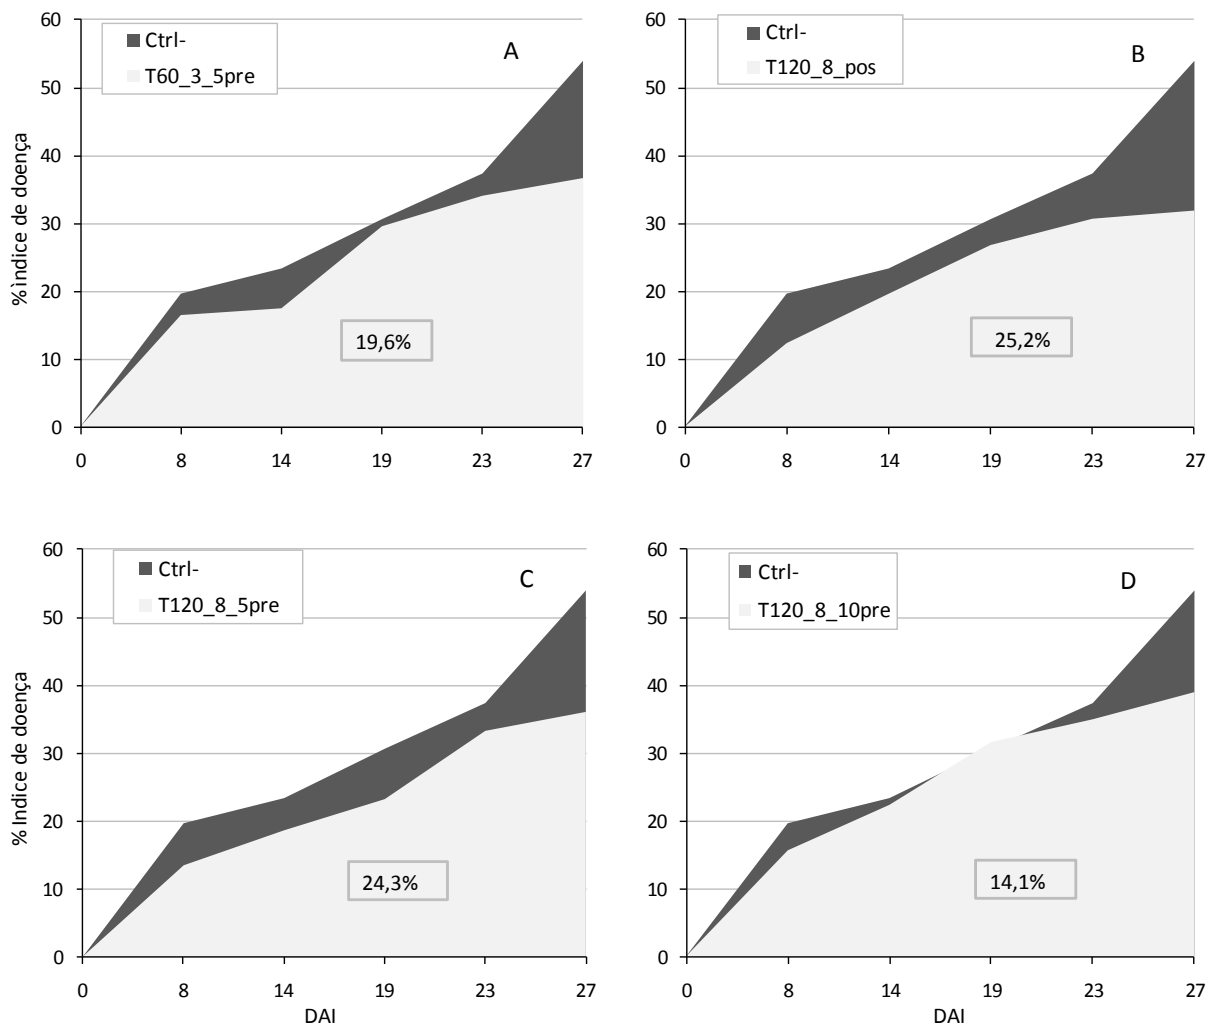 60
50
40
30
20
10
0
% ìndice de doença
Ctrl-
T60_3_5pre
A
19,6%
0 8 14 19 23 27
60
50
40
30
20
10
0
Ctrl-
T120_8_pos
B
25,2%
0 8 14 19 23 27
60
50
40
30
20
10
0
% Indice de doença
Ctrl-
T120_8_5pre
C
24,3%
0 8 14 19 23 27
DAI
60
50
40
30
20
10
0
Ctrl-
T120_8_10pre
D
14,1%
0 8 14 19 23 27
DAI